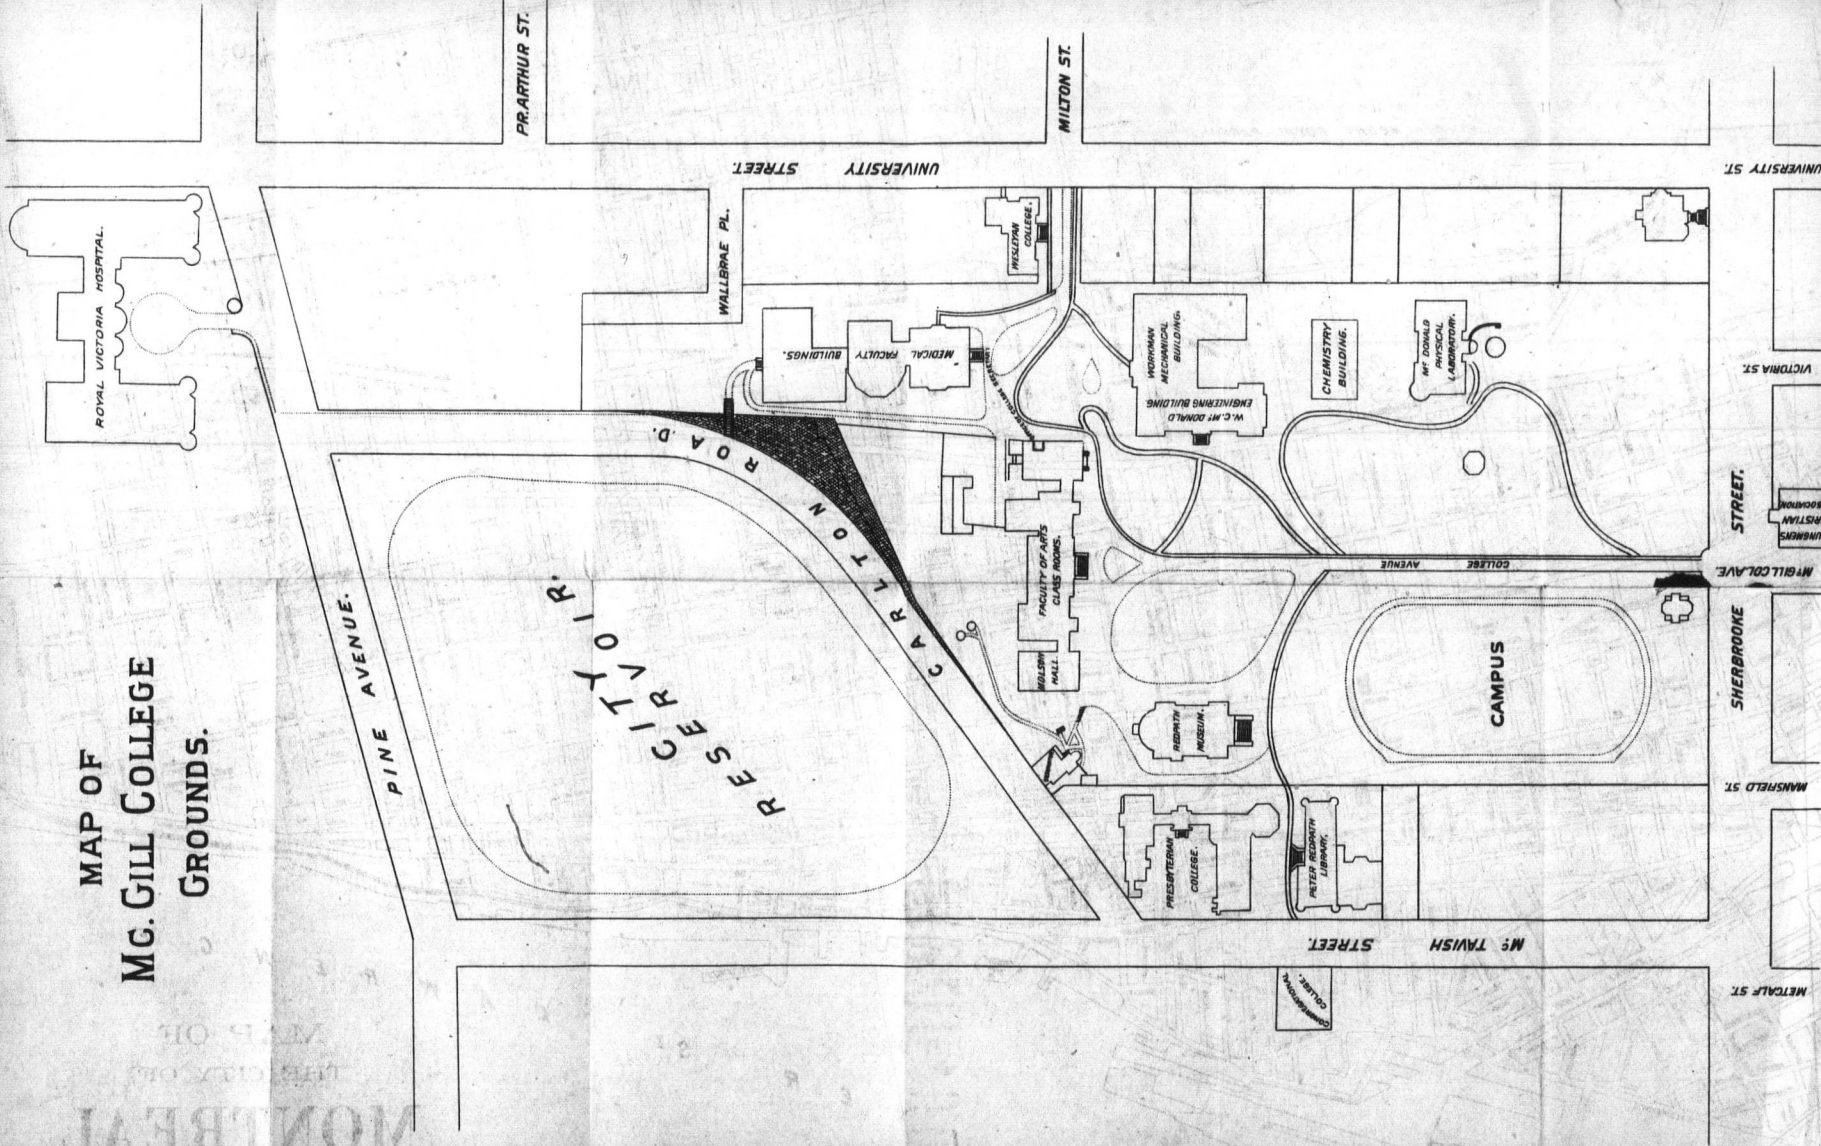 MAP OF
Mc. GILL COLLEGE
GROUNDS.
ROYAL VICTORIA HOSPITAL.
PINE AVENUE.
PR. ARTHUR ST.
MILTON ST.
UNIVERSITY STREET.
UNIVERSITY ST.
WALLBRAE PL.
WESLEYAN
COLLEGE.
MEDICAL FACULTY BUILDINGS.
WORKMAN
MECHANICAL
BUILDING.
W. C. Mc DONALD
ENGINEERING BUILDING
CHEMISTRY
BUILDING.
Mc DONALD
PHYSICAL
LABORATORY.
VICTORIA ST.
CARLTON ROAD.
CITY
RESERVOIR.
FACULTY OF ARTS
CLASS ROOMS.
MOLSON
HALL.
COLLEGE AVENUE
McGILL COL. AVE.
SHERBROOKE STREET.
REDPATH
MUSEUM.
CAMPUS
MANSFIELD ST.
PRESBYTERIAN
COLLEGE.
PETER REDPATH
LIBRARY.
Mc TAVISH STREET.
CONGREGATIONAL
COLLEGE.
METCALF ST.
MAP OF
THE CITY OF
MONTREAL